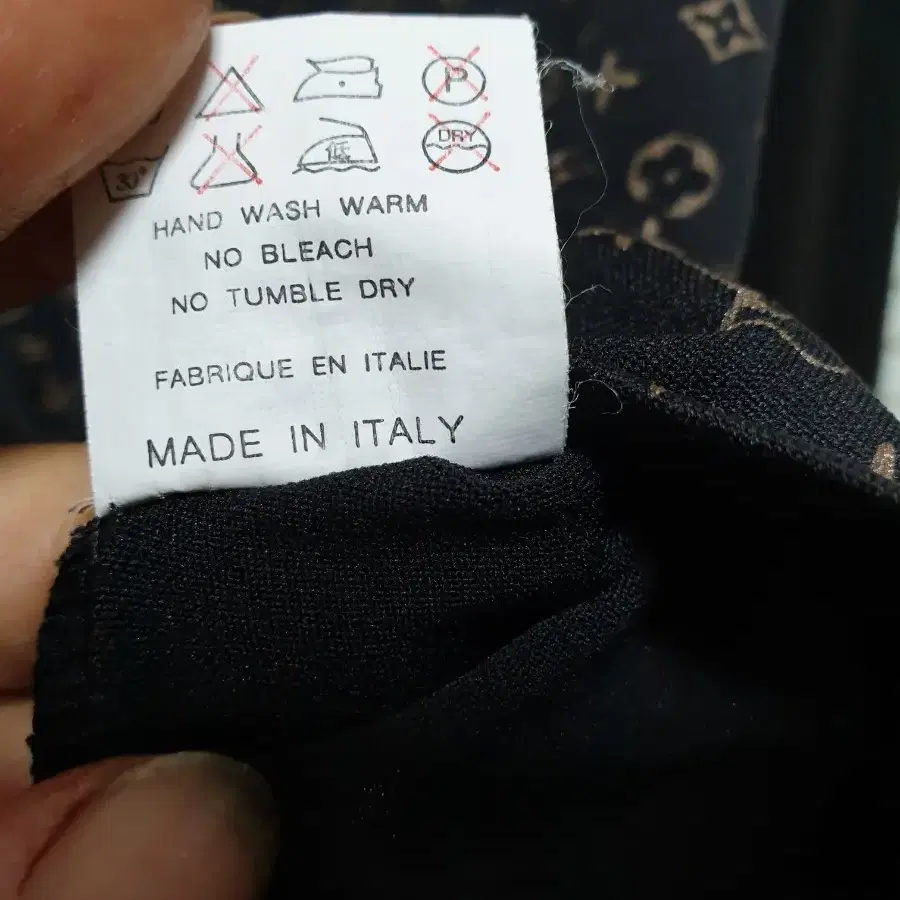 P
30° 低 DRY
HAND WASH WARM
NO BLEACH
NO TUMBLE DRY
FABRIQUE EN ITALIE
MADE IN ITALY